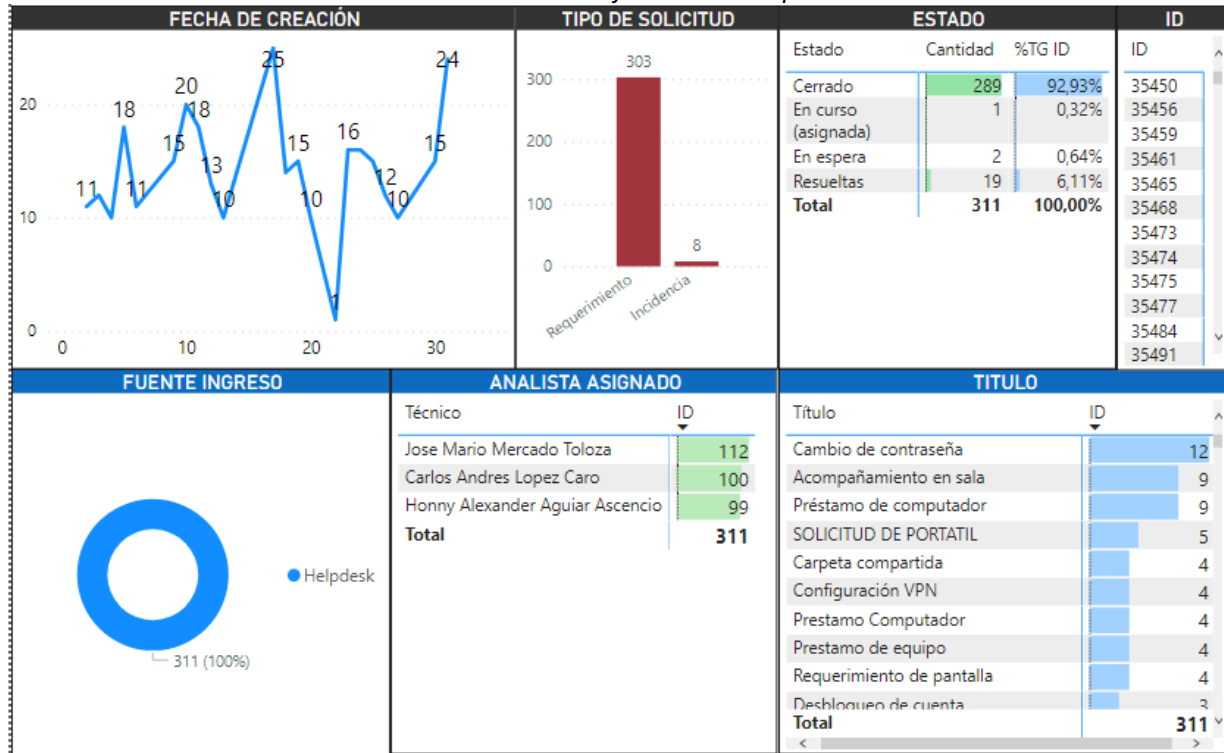 FECHA DE CREACIÓN
11
18
11
15
20
18
13
10
25
15
10
1
16
12
10
15
24
20
10
0
0
10
20
30
TIPO DE SOLICITUD
303
8
300
200
100
0
Requerimiento
Incidencia
ESTADO
Estado Cantidad %TG ID
Cerrado 289 92,93%
En curso 1 0,32%
(asignada)
En espera 2 0,64%
Resueltas 19 6,11%
Total 311 100,00%
ID
ID
35450
35456
35459
35461
35465
35468
35473
35474
35475
35477
35484
35491
FUENTE INGRESO
Helpdesk
311 (100%)
ANALISTA ASIGNADO
Técnico ID
Jose Mario Mercado Toloza 112
Carlos Andres Lopez Caro 100
Honny Alexander Aguiar Ascencio 99
Total 311
TITULO
Título ID
Cambio de contraseña 12
Acompañamiento en sala 9
Préstamo de computador 9
SOLICITUD DE PORTATIL 5
Carpeta compartida 4
Configuración VPN 4
Prestamo Computador 4
Prestamo de equipo 4
Requerimiento de pantalla 4
Desbloqueo de cuenta 3
Total 311